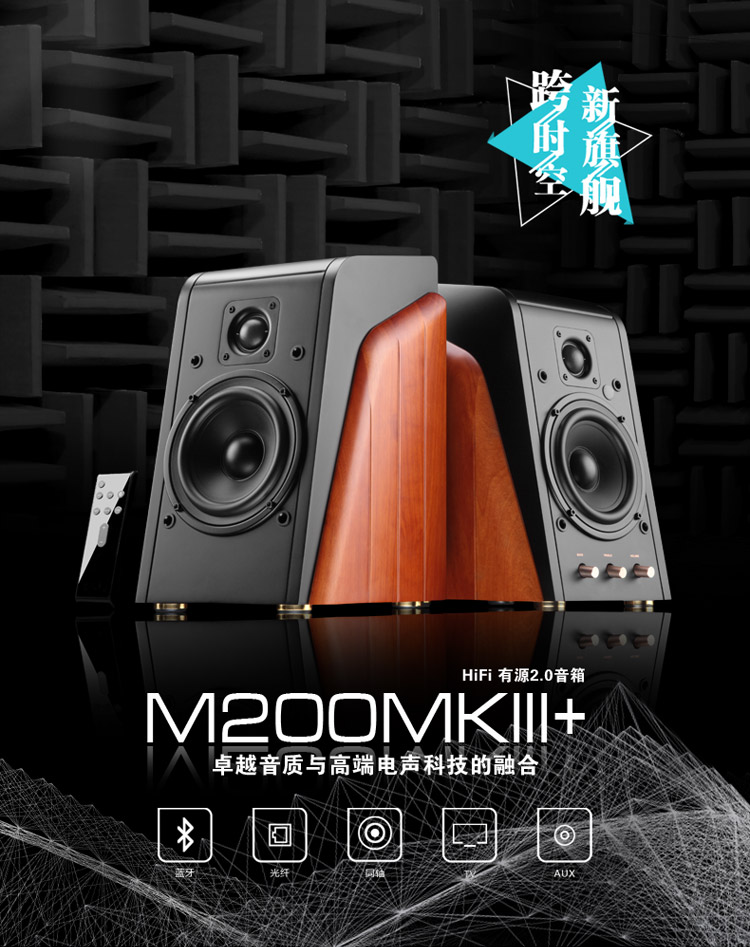 跨时空
新旗舰
HiFi 有源2.0音箱
M200MKIII+
卓越音质与高端电声科技的融合
蓝牙
光纤
同轴
TV
AUX